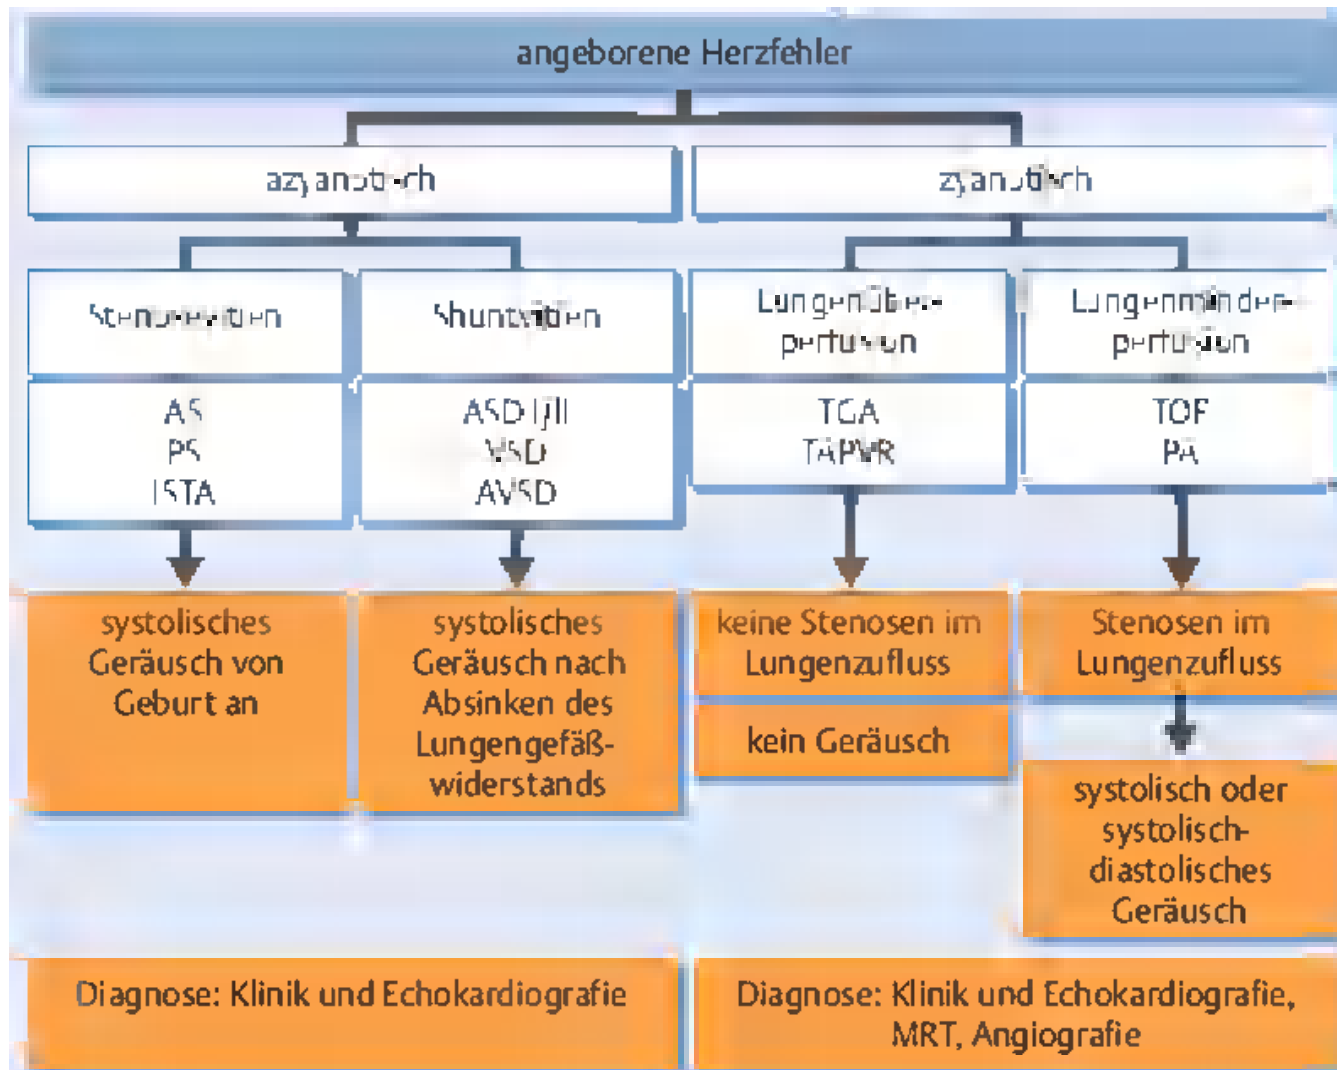 angeborene Herzfehler
azyanotisch
zyanotisch
Stenosevitien
Shuntvitien
Lungenüber-
perfusion
Lungenminder-
perfusion
AS
PS
ISTA
ASD I/II
VSD
AVSD
TGA
TAPVR
TOF
PA
systolisches
Geräusch von
Geburt an
systolisches
Geräusch nach
Absinken des
Lungengefäß-
widerstands
keine Stenosen im
Lungenzufluss
kein Geräusch
Stenosen im
Lungenzufluss
systolisch oder
systolisch-
diastolisches
Geräusch
Diagnose: Klinik und Echokardiografie
Diagnose: Klinik und Echokardiografie,
MRT, Angiografie